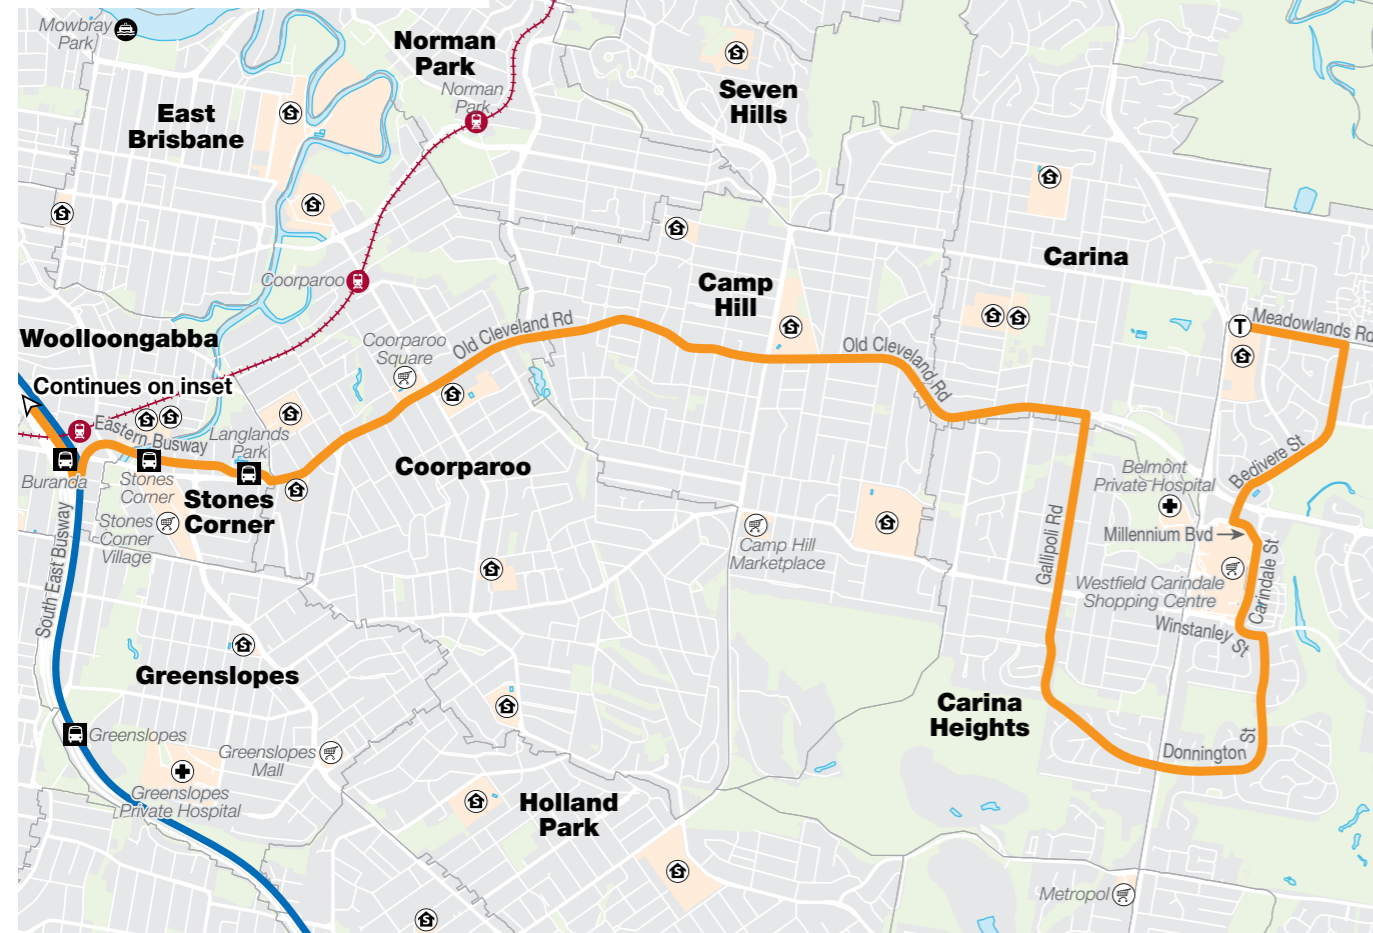 Mowbray
Park
Norman
Park
Norman
Park
Seven
Hills
East
Brisbane
Carina
Coorparoo
Camp
Hill
Meadowlands Rd
T
Woolloongabba
Old Cleveland Rd
Coorparoo
Square
Old Cleveland Rd
Continues on inset
Eastern Busway
Langlands
Park
Coorparoo
Bedivere St
Belmont
Private Hospital
Buranda
Stones
Corner
Stones
Corner
Stones
Corner
Village
Millennium Bvd
Camp Hill
Marketplace
Gallipoli Rd
Westfield Carindale
Shopping Centre
Carindale St
South East Busway
Winstanley St
Greenslopes
Carina
Heights
Greenslopes
Greenslopes
Mall
Donnington St
Greenslopes
Private Hospital
Holland
Park
Metropol